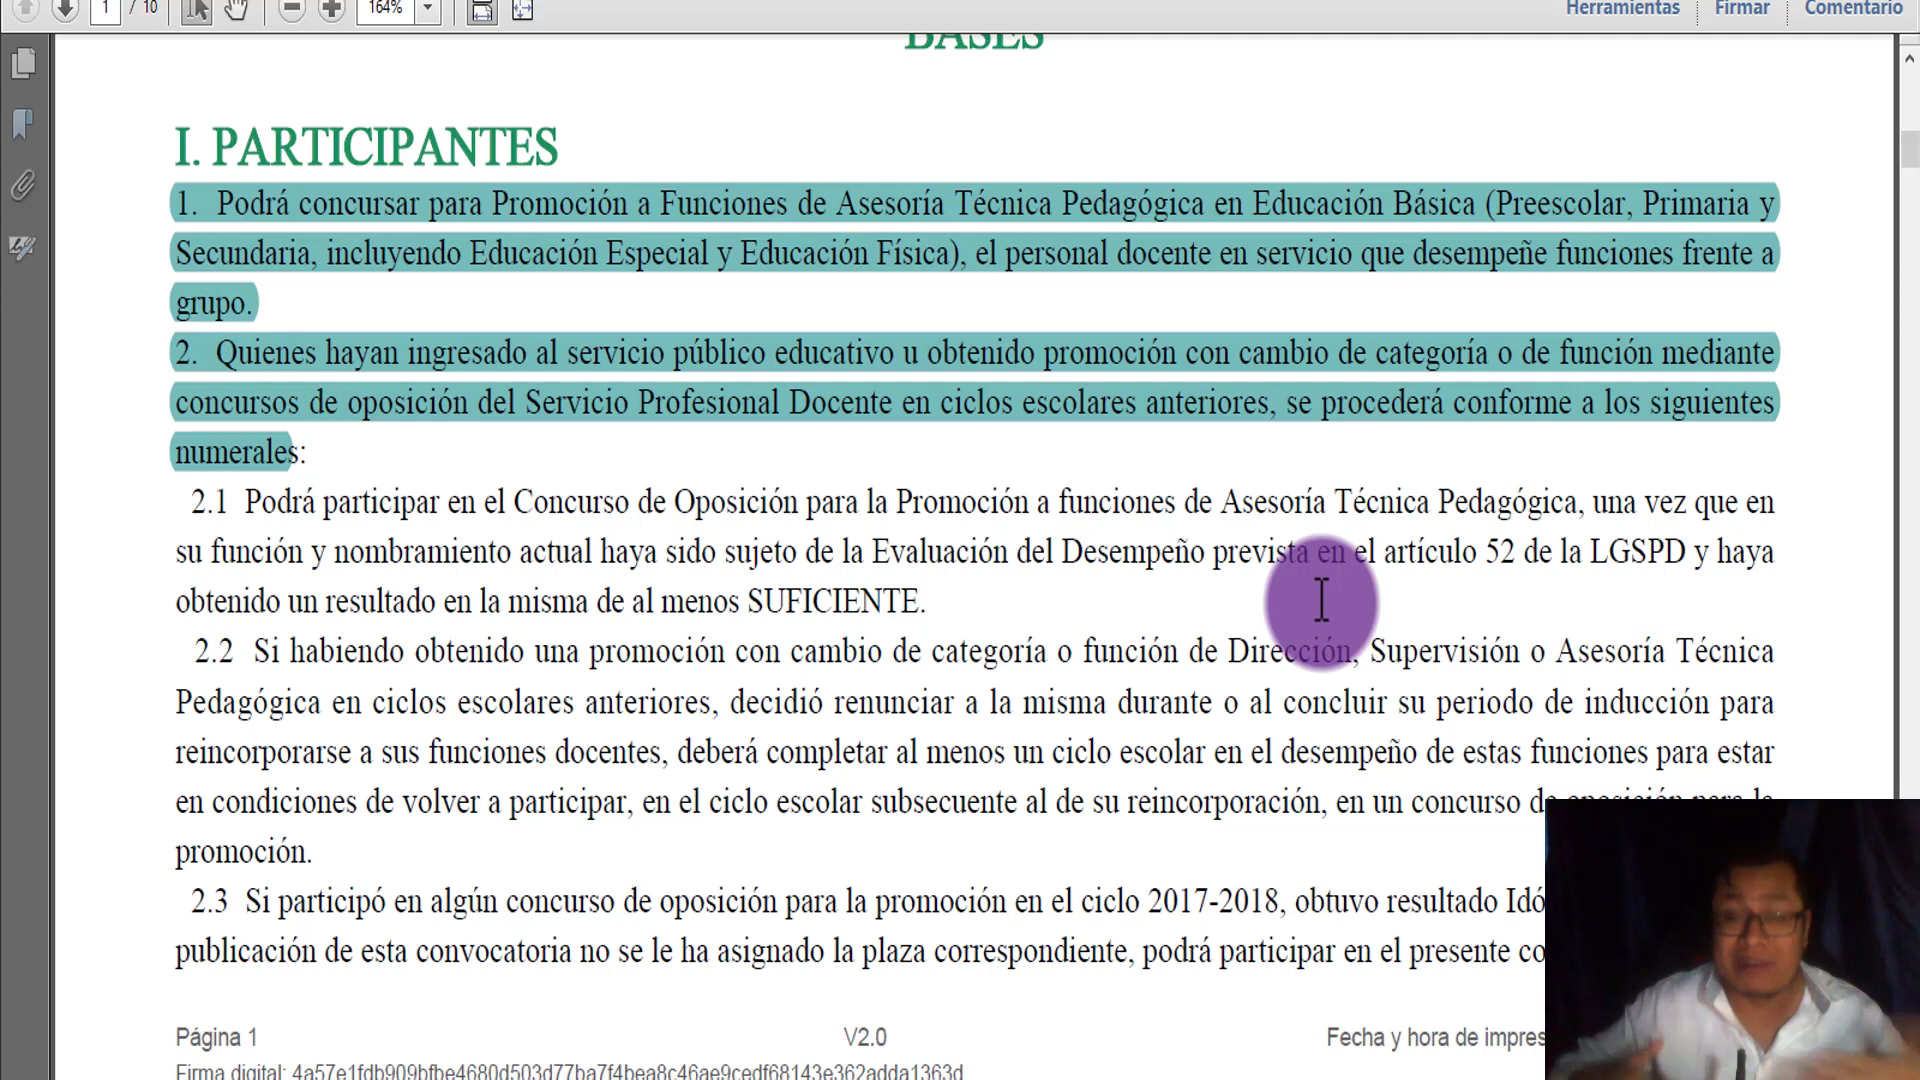 1 / 10
164%
Herramientas
Firmar
Comentario
BASES
I. PARTICIPANTES
1. Podrá concursar para Promoción a Funciones de Asesoría Técnica Pedagógica en Educación Básica (Preescolar, Primaria y
Secundaria, incluyendo Educación Especial y Educación Física), el personal docente en servicio que desempeñe funciones frente a
grupo.
2. Quienes hayan ingresado al servicio público educativo u obtenido promoción con cambio de categoría o de función mediante
concursos de oposición del Servicio Profesional Docente en ciclos escolares anteriores, se procederá conforme a los siguientes
numerales:
2.1 Podrá participar en el Concurso de Oposición para la Promoción a funciones de Asesoría Técnica Pedagógica, una vez que en
su función y nombramiento actual haya sido sujeto de la Evaluación del Desempeño prevista en el artículo 52 de la LGSPD y haya
obtenido un resultado en la misma de al menos SUFICIENTE.
2.2 Si habiendo obtenido una promoción con cambio de categoría o función de Dirección, Supervisión o Asesoría Técnica
Pedagógica en ciclos escolares anteriores, decidió renunciar a la misma durante o al concluir su periodo de inducción para
reincorporarse a sus funciones docentes, deberá completar al menos un ciclo escolar en el desempeño de estas funciones para estar
en condiciones de volver a participar, en el ciclo escolar subsecuente al de su reincorporación, en un concurso de oposición para la
promoción.
2.3 Si participó en algún concurso de oposición para la promoción en el ciclo 2017-2018, obtuvo resultado Idó
publicación de esta convocatoria no se le ha asignado la plaza correspondiente, podrá participar en el presente co
Página 1
V2.0
Fecha y hora de impres
Firma digital: 4a57e1fdb909bfbe4680d503d77ba7f4bea8c46ae9cedf68143e362adda1363d